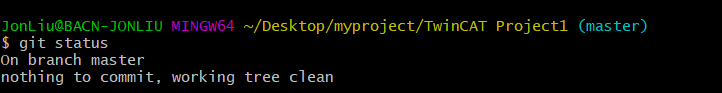 JonLiu@BACN-JONLIU MINGW64 ~/Desktop/myproject/TwinCAT Project1 (master)
$ git status
On branch master
nothing to commit, working tree clean